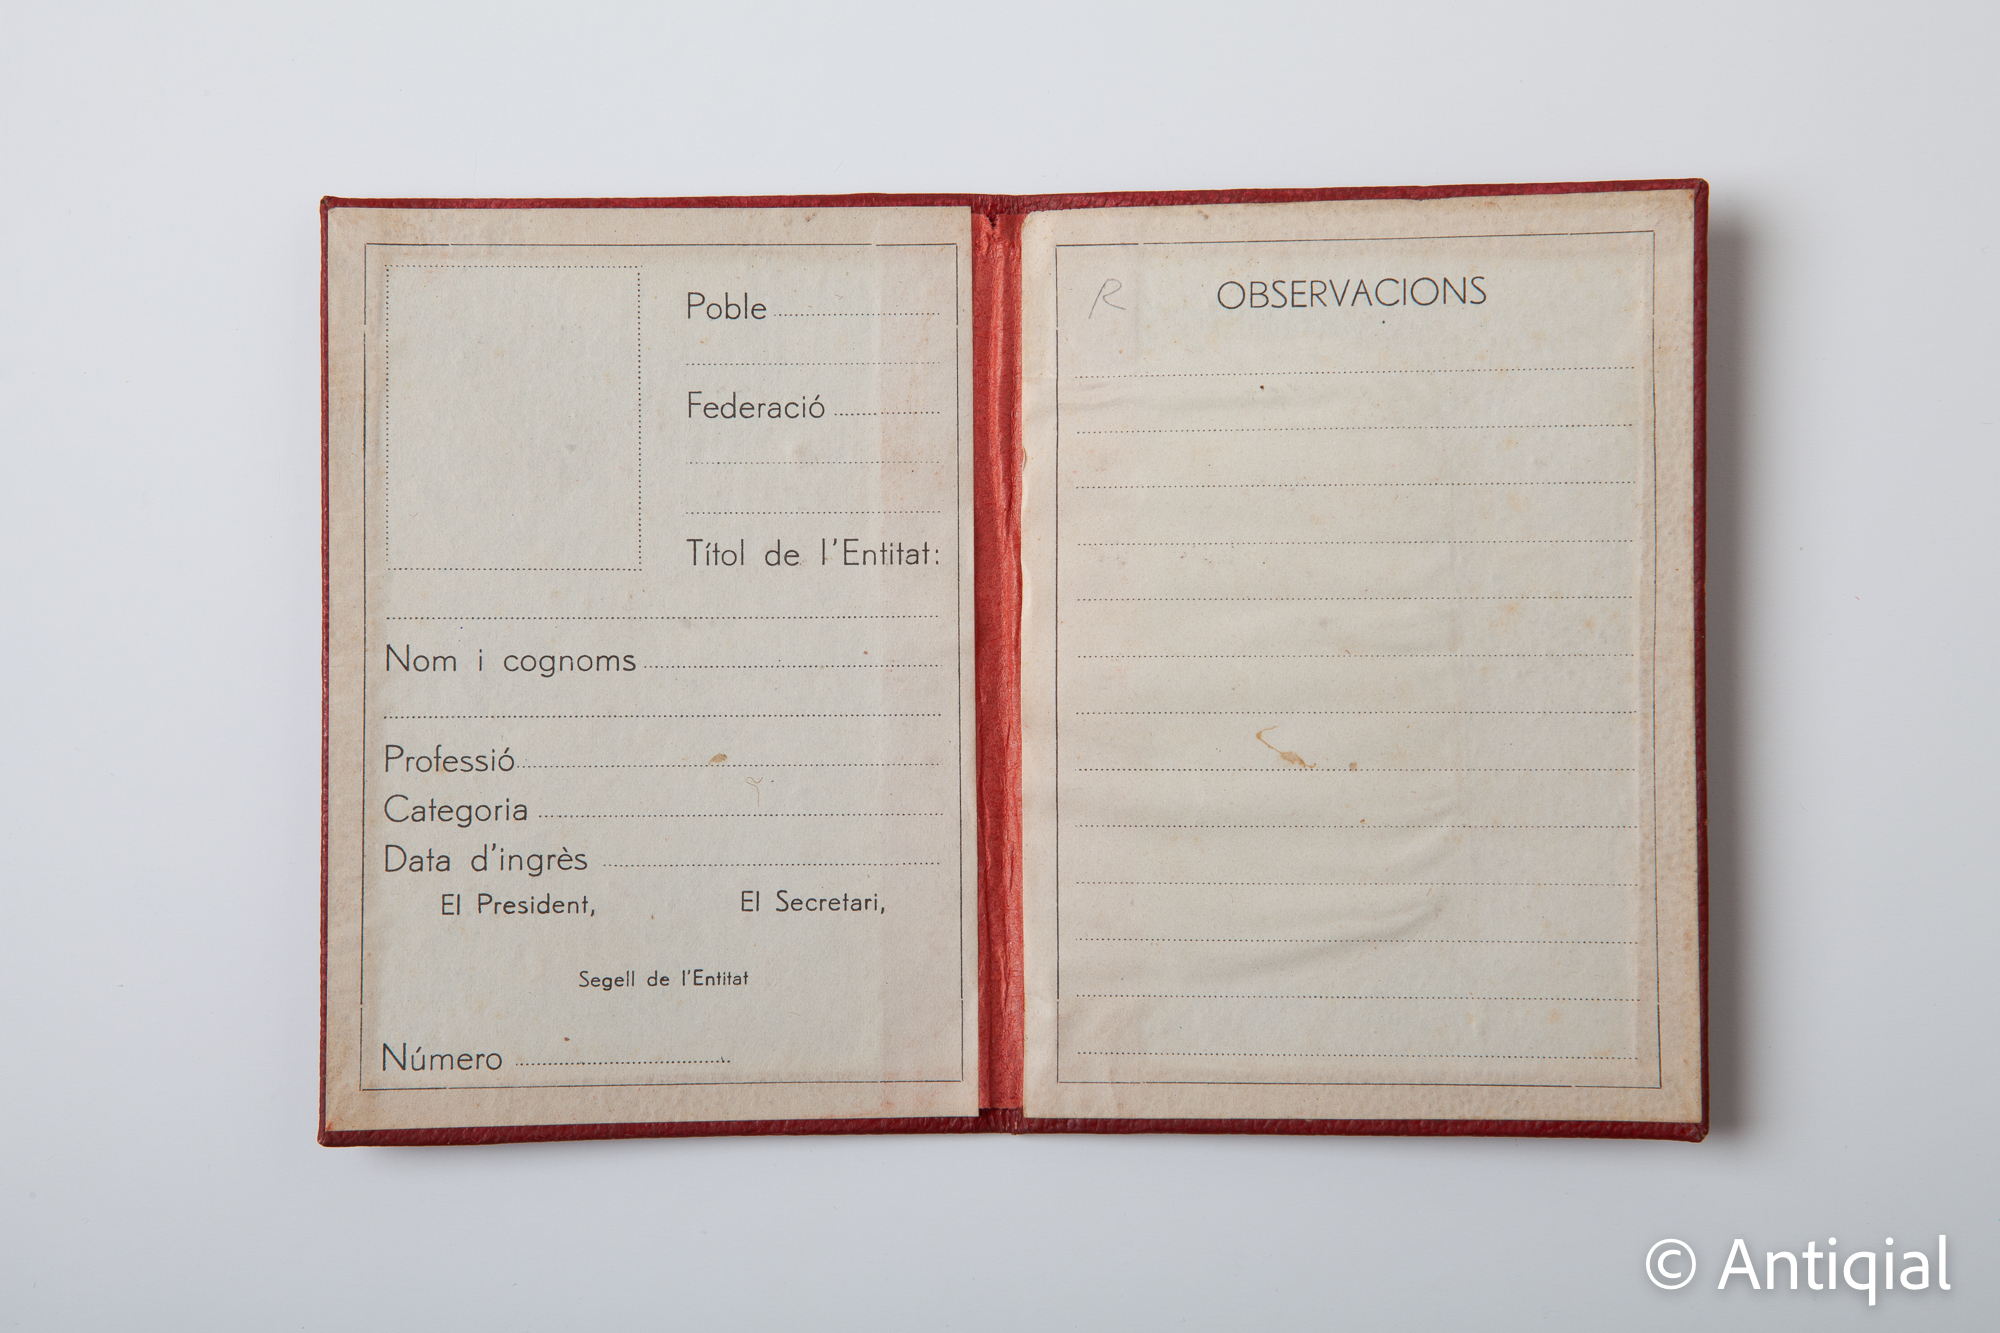 Poble
Federació
Títol de l'Entitat:
Nom i cognoms
Professió
Categoria
Data d'ingrès
El President, El Secretari,
Segell de l'Entitat
Número
R
OBSERVACIONS
© Antiqial